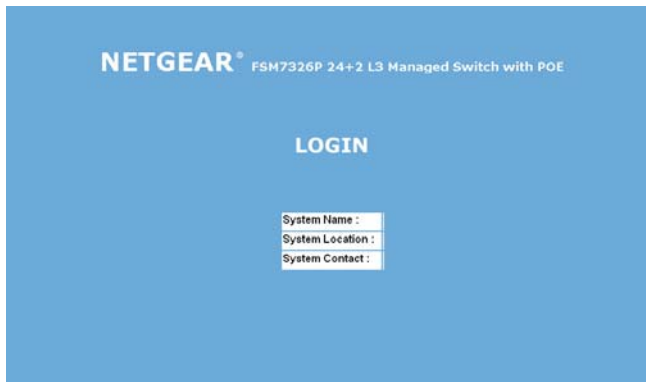 NETGEAR® FSM7326P 24+2 L3 Managed Switch with POE
LOGIN
System Name :
System Location :
System Contact :